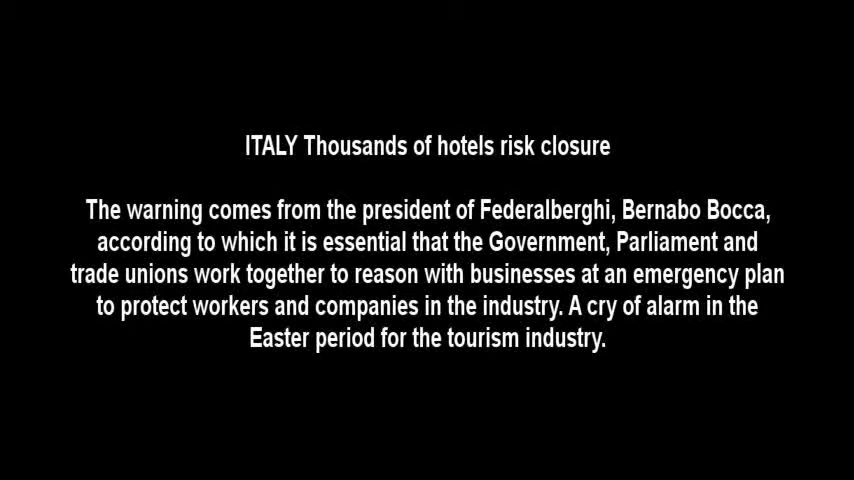 ITALY Thousands of hotels risk closure
The warning comes from the president of Federalberghi, Bernabo Bocca,
according to which it is essential that the Government, Parliament and
trade unions work together to reason with businesses at an emergency plan
to protect workers and companies in the industry. A cry of alarm in the
Easter period for the tourism industry.